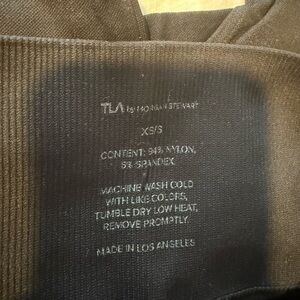 TLA by MORGAN STEWART
XS/S
CONTENT: 94% NYLON,
6% SPANDEX
MACHINE WASH COLD
WITH LIKE COLORS,
TUMBLE DRY LOW HEAT,
REMOVE PROMPTLY.
MADE IN LOS ANGELES